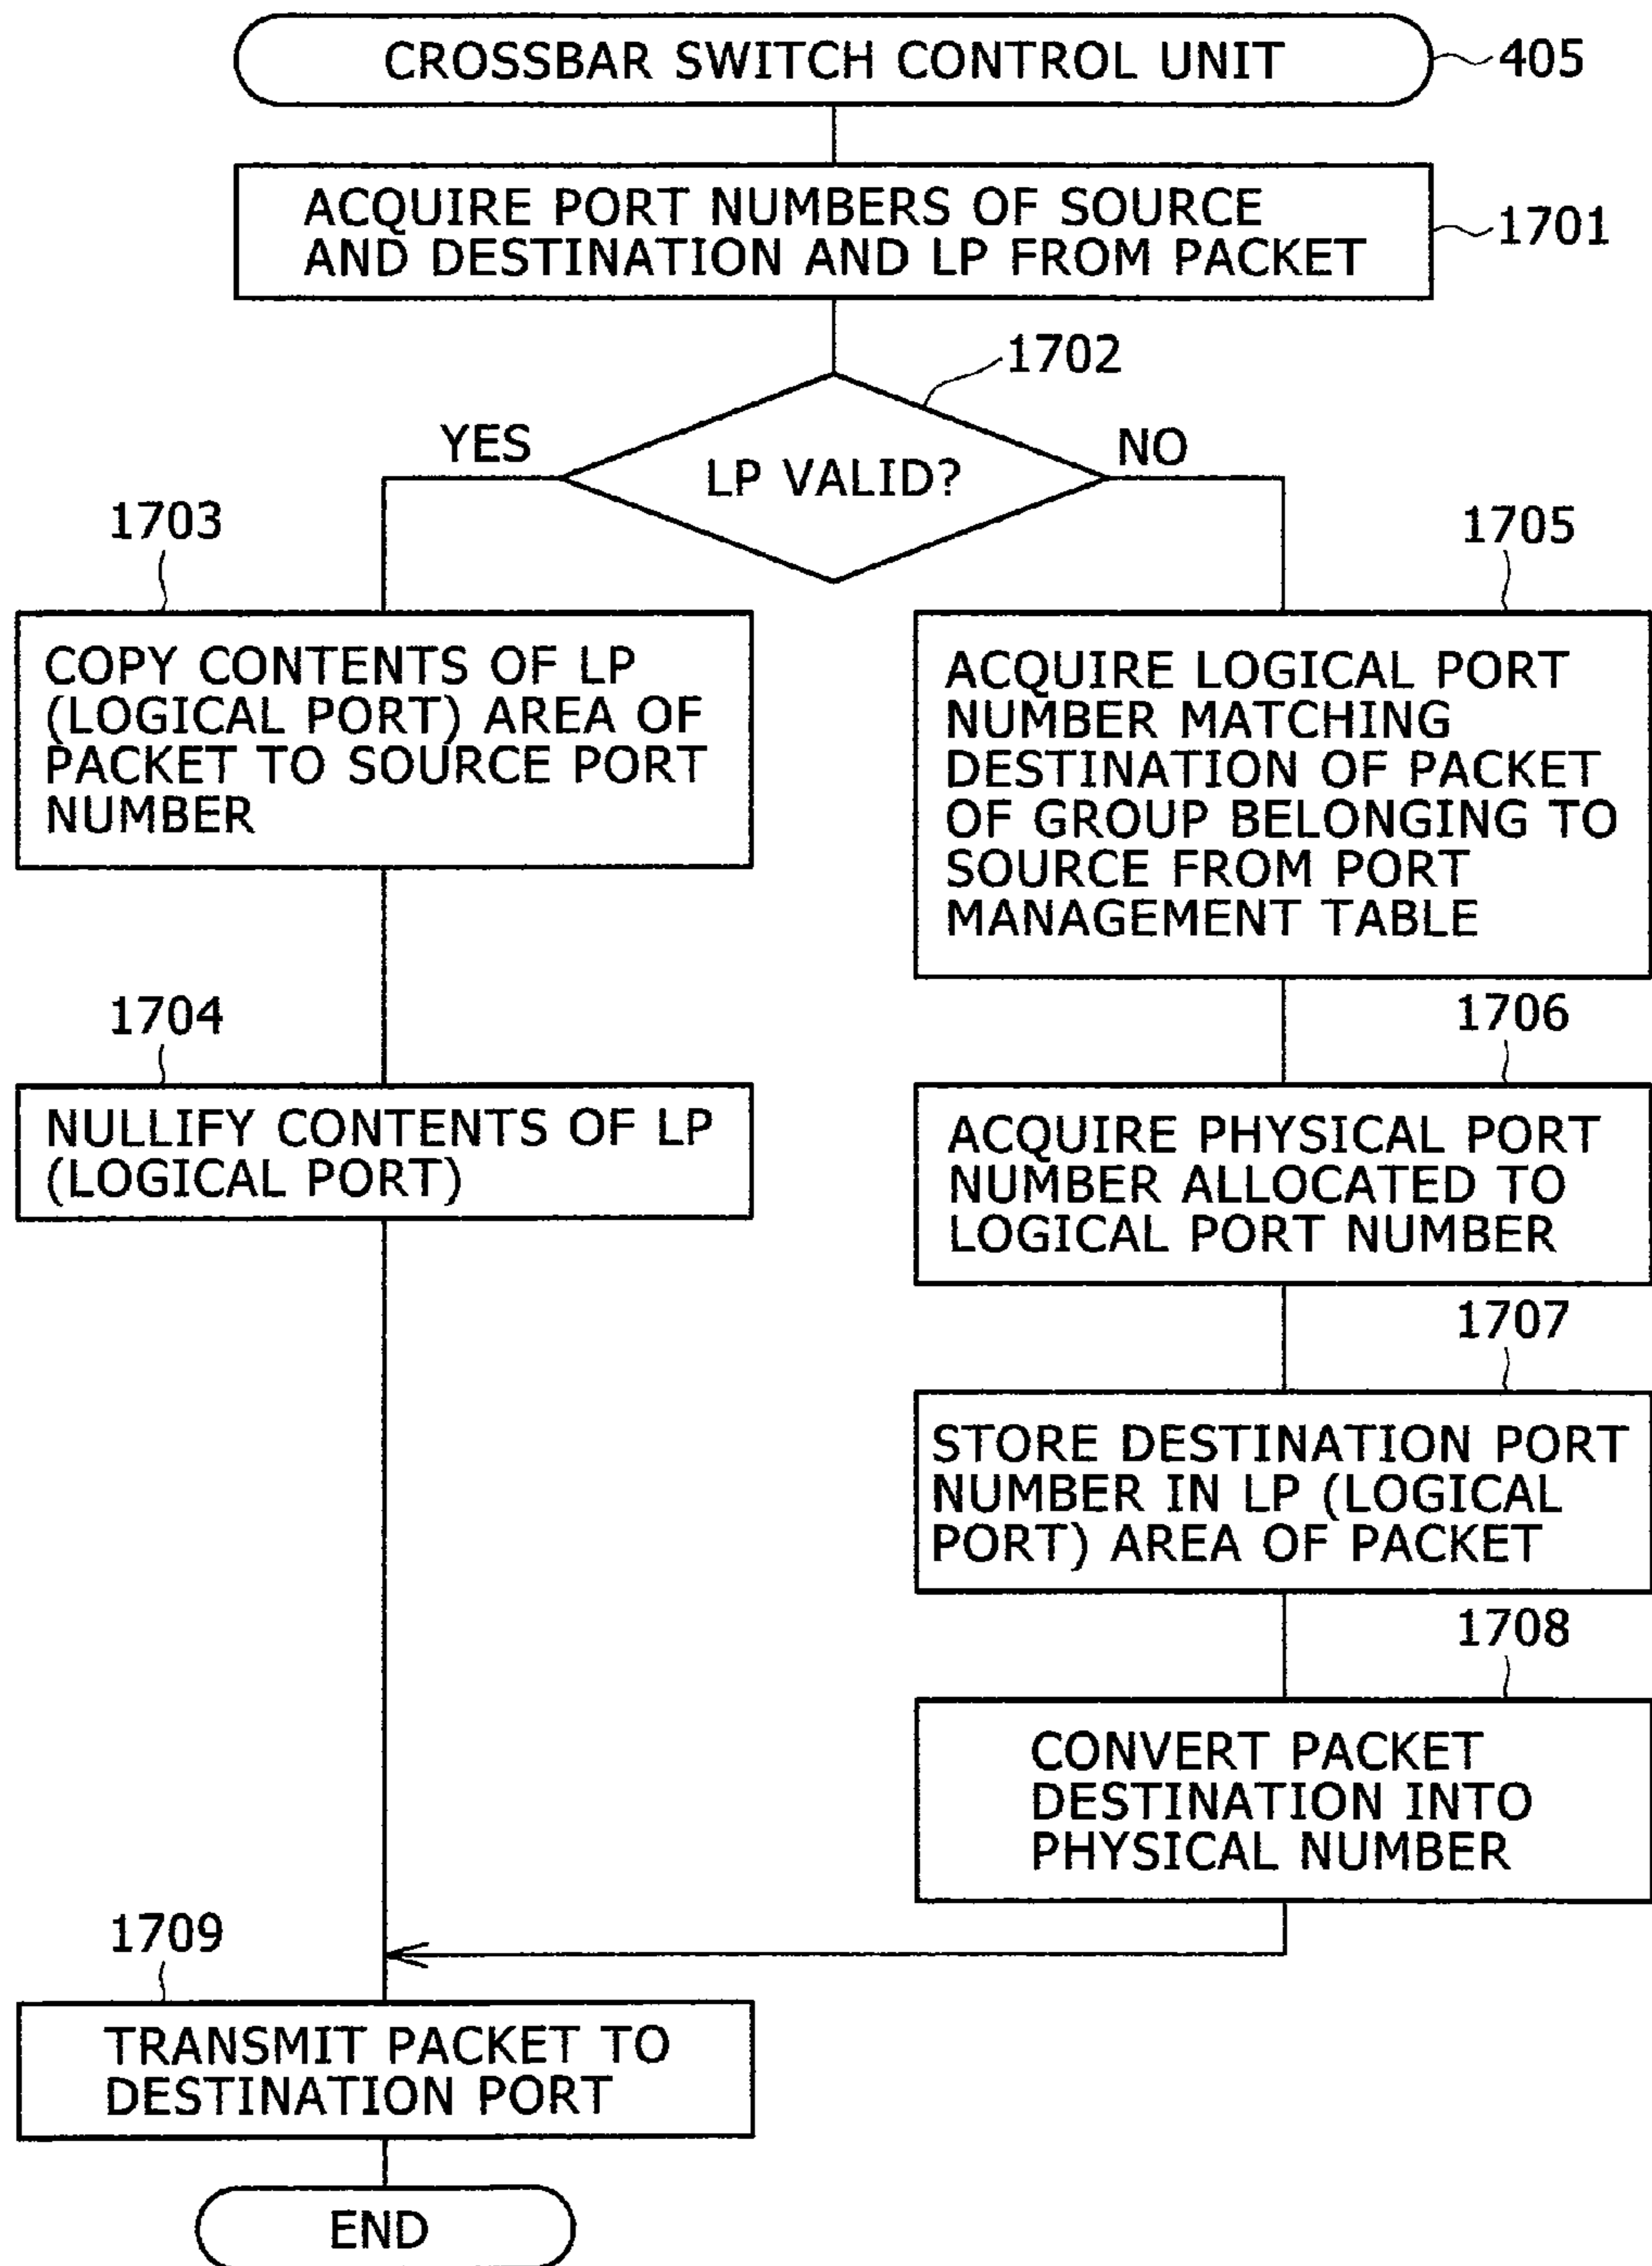 CROSSBAR SWITCH CONTROL UNIT
405
ACQUIRE PORT NUMBERS OF SOURCE
AND DESTINATION AND LP FROM PACKET
1701
1702
YES
LP VALID?
NO
1703
COPY CONTENTS OF LP
(LOGICAL PORT) AREA OF
PACKET TO SOURCE PORT
NUMBER
1704
NULLIFY CONTENTS OF LP
(LOGICAL PORT)
1705
ACQUIRE LOGICAL PORT
NUMBER MATCHING
DESTINATION OF PACKET
OF GROUP BELONGING TO
SOURCE FROM PORT
MANAGEMENT TABLE
1706
ACQUIRE PHYSICAL PORT
NUMBER ALLOCATED TO
LOGICAL PORT NUMBER
1707
STORE DESTINATION PORT
NUMBER IN LP (LOGICAL
PORT) AREA OF PACKET
1708
CONVERT PACKET
DESTINATION INTO
PHYSICAL NUMBER
1709
TRANSMIT PACKET TO
DESTINATION PORT
END